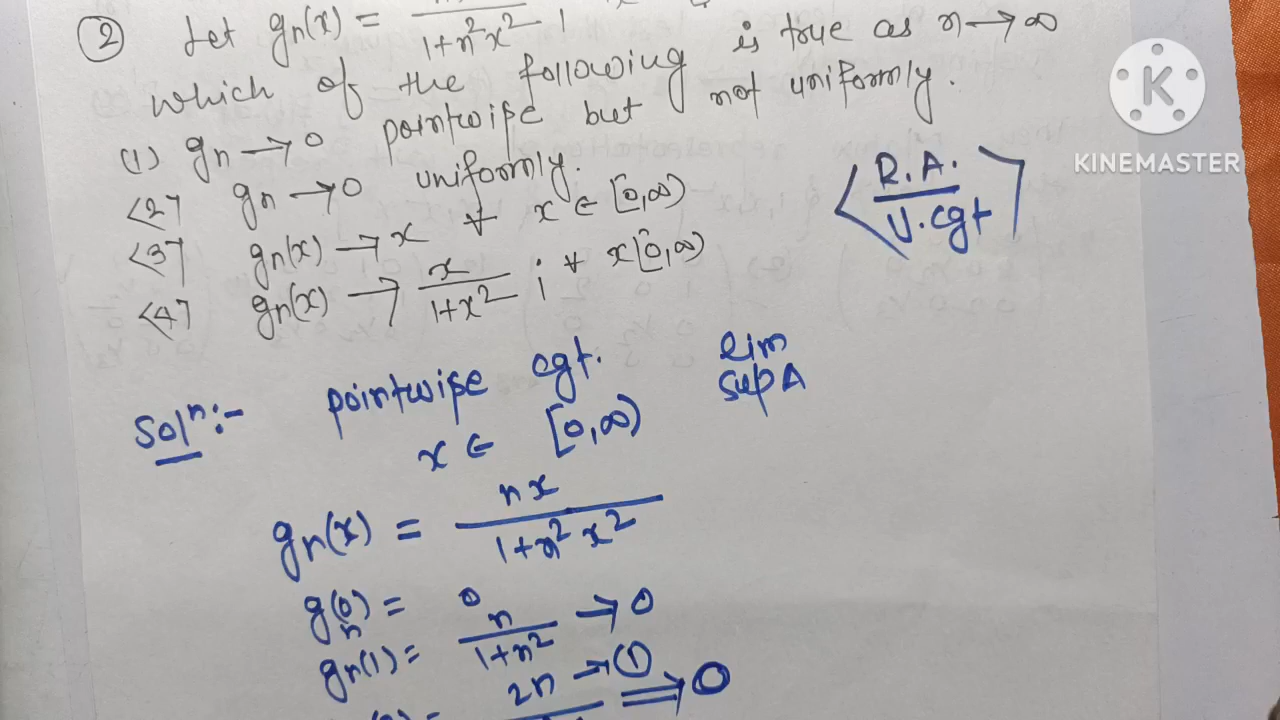 ② Let gn(x) = / 1+n²x² ,
which of the following is true as n→∞
(1) gn → 0 pointwise but not uniformly.
<2> gn → 0 uniformly.
<3> gn(x) → x ∀ x ∈ [0,∞)
<4> gn(x) → x / 1+x² ; ∀ x[0,∞)
< R.A. / U.cgt >
KINEMASTER
Solⁿ:- pointwise cgt.
lim
sup A
x ∈ [0,∞)
gn(x) = nx / 1+n²x²
gn(0) = 0
gn(1) = n / 1+n² → 0
2n → ① ⟹ 0